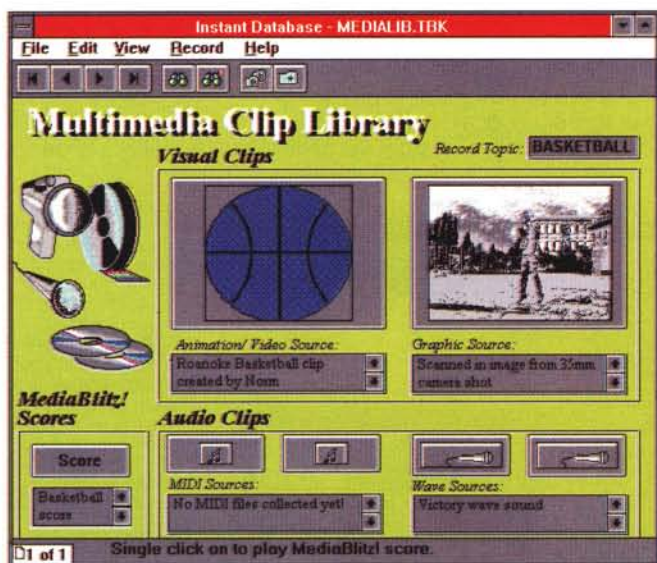 Instant Database - MEDIALIB.TBK
File Edit View Record Help
Multimedia Clip Library
Record Topic: BASKETBALL
Visual Clips
Animation/ Video Source:
Roanoke Basketball clip
created by Norm
Graphic Source:
Scanned in image from 35mm
camera shot
MediaBlitz!
Scores
Score
Basketball
score
Audio Clips
MIDI Sources:
No MIDI files collected yet!
Wave Sources:
Victory wave sound
1 of 1
Single click on to play MediaBlitz! score.